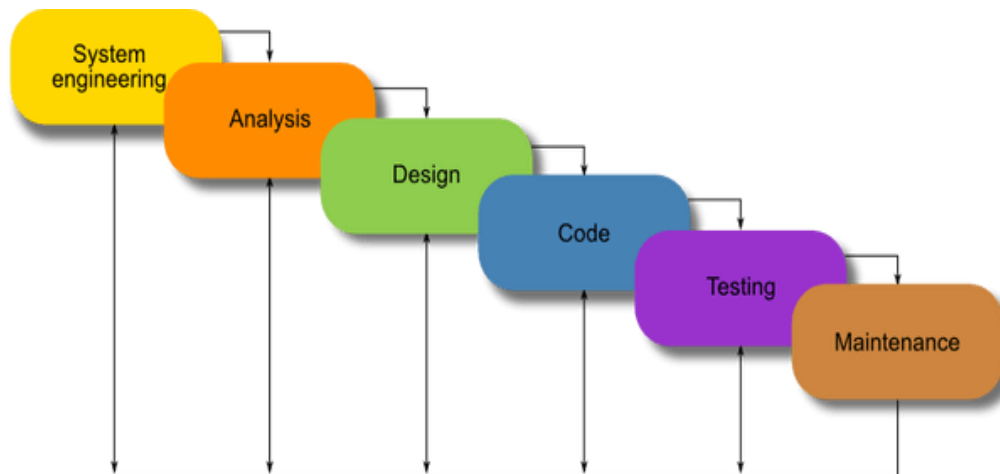 System
engineering
Analysis
Design
Code
Testing
Maintenance